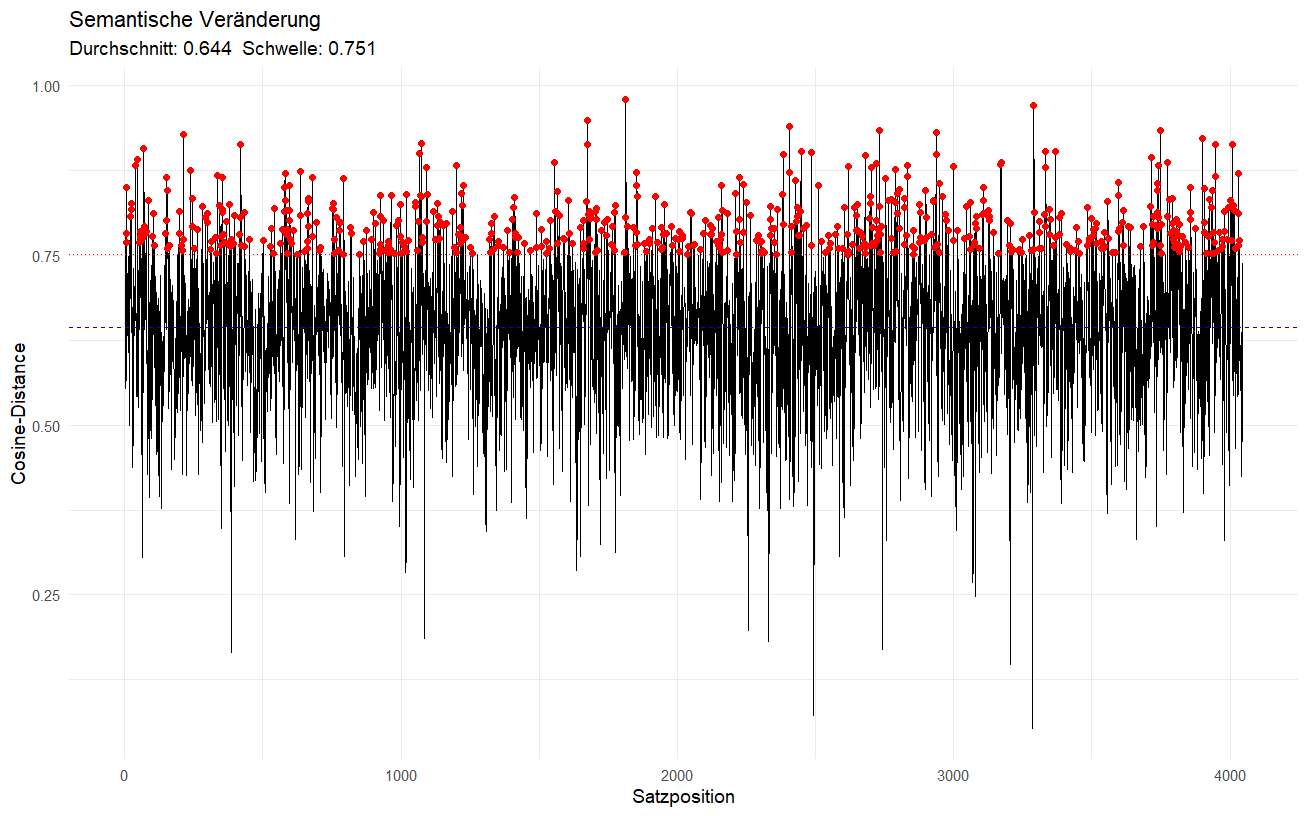 Semantische Veränderung
Durchschnitt: 0.644  Schwelle: 0.751
1.00
0.75
0.50
0.25
Cosine-Distance
0
1000
2000
3000
4000
Satzposition